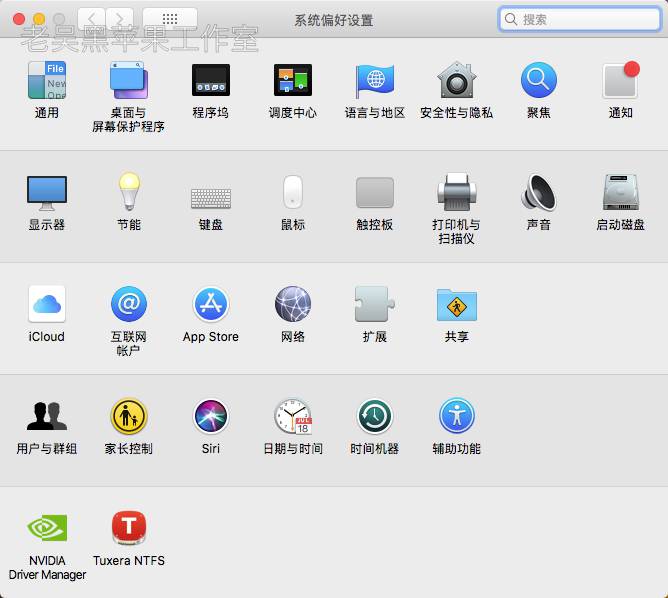 系统偏好设置
搜索
老吴黑苹果工作室
File
New
Ope
通用
桌面与
屏幕保护程序
程序坞
调度中心
语言与地区
安全性与隐私
聚焦
通知
显示器
节能
键盘
鼠标
触控板
打印机与
扫描仪
声音
启动磁盘
iCloud
@
互联网
帐户
App Store
网络
扩展
共享
用户与群组
家长控制
Siri
JUL
18
日期与时间
时间机器
辅助功能
NVIDIA
Driver Manager
T
Tuxera NTFS